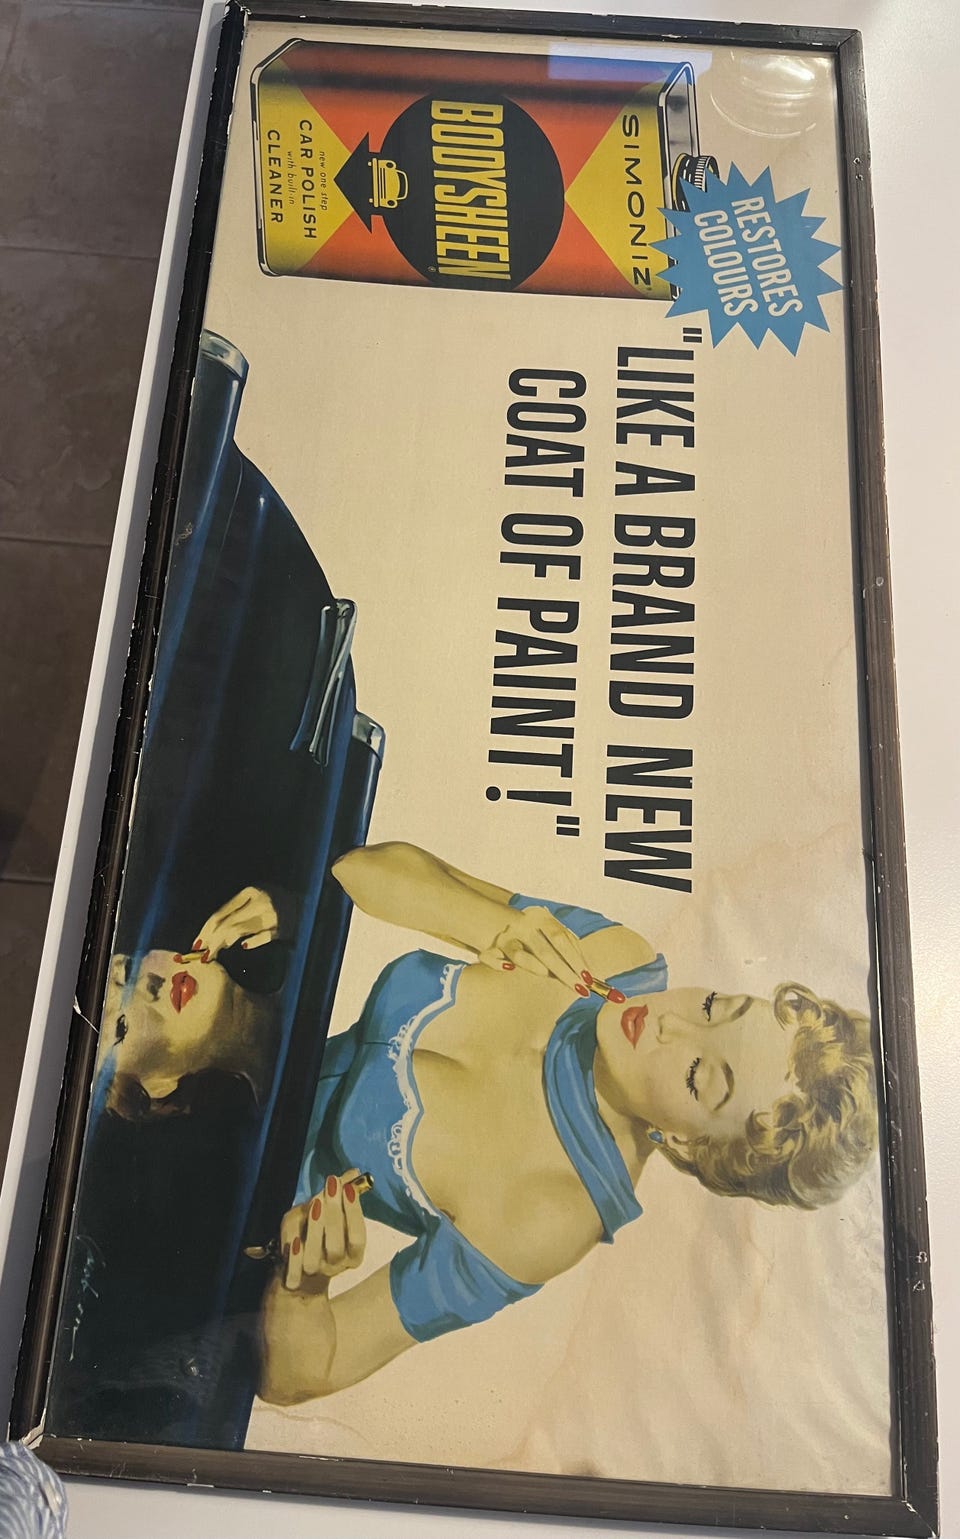 RESTORES
COLOURS
SIMONIZ
BODYSHEEN
new one step
CAR POLISH
with built-in
CLEANER
"LIKE A BRAND NEW
COAT OF PAINT!"